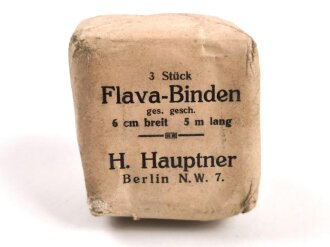 3 Stück
Flava-Binden
ges. gesch.
6 cm breit 5 m lang
H. Hauptner
Berlin N.W. 7.